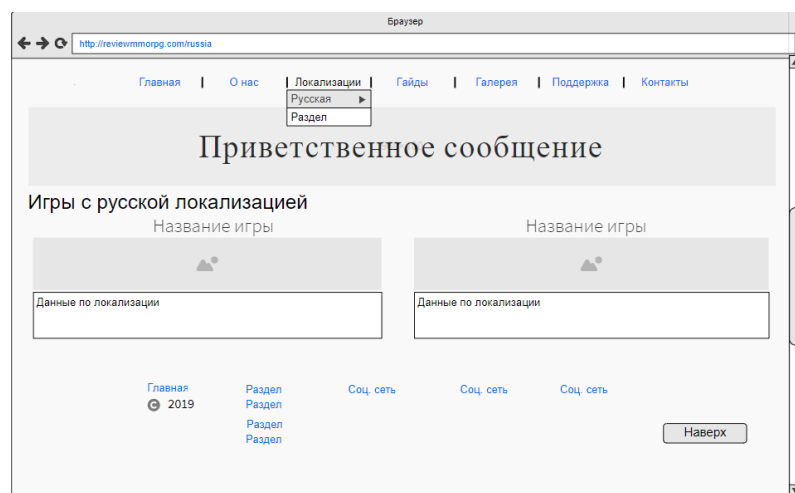 Браузер
http://reviewmmorpg.com/russia
Главная | О нас | Локализации | Гайды | Галерея | Поддержка | Контакты
Русская
Раздел
Приветственное сообщение
Игры с русской локализацией
Название игры Название игры
Данные по локализации Данные по локализации
Главная Раздел Соц. сеть Соц. сеть Соц. сеть
© 2019 Раздел
Раздел
Раздел
Наверх